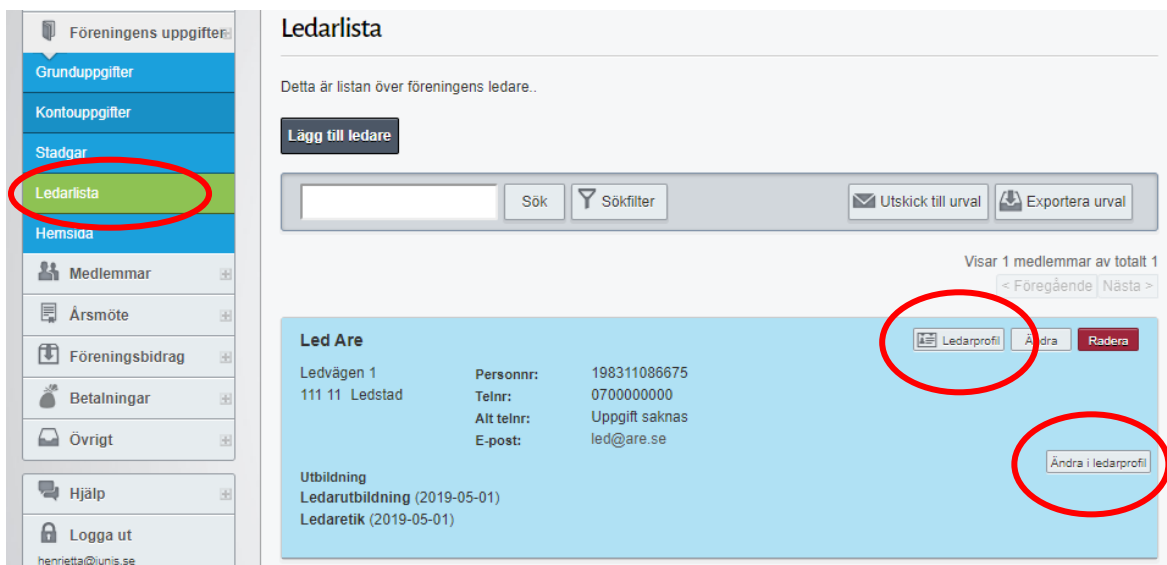 Föreningens uppgifter
Grunduppgifter
Kontouppgifter
Stadgar
Ledarlista
Hemsida
Medlemmar
Årsmöte
Föreningsbidrag
Betalningar
Övrigt
Hjälp
Logga ut
henrietta@junis.se
Ledarlista
Detta är listan över föreningens ledare..
Lägg till ledare
Sök Sökfilter Utskick till urval Exportera urval
Visar 1 medlemmar av totalt 1
< Föregående Nästa >
Led Are Ledarprofil Ändra Radera
Ledvägen 1 Personnr: 198311086675
111 11 Ledstad Telnr: 0700000000
Alt telnr: Uppgift saknas
E-post: led@are.se
Ändra i ledarprofil
Utbildning
Ledarutbildning (2019-05-01)
Ledaretik (2019-05-01)